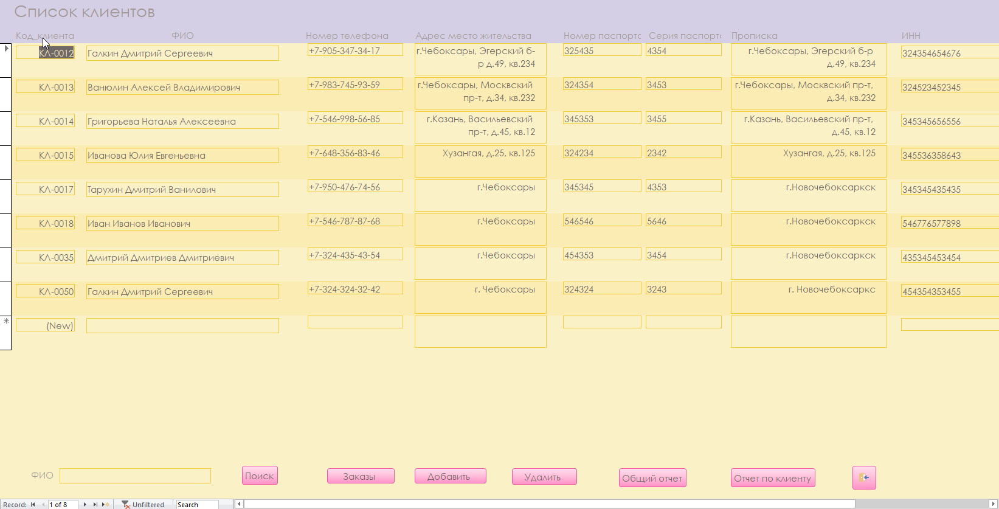 Список клиентов
Код_клиента ФИО Номер телефона Адрес место жительства Номер паспорто Серия паспорто Прописка ИНН
КЛ-0012 Галкин Дмитрий Сергеевич +7-905-347-34-17 г.Чебоксары, Эгерский б- 325435 4354 г.Чебоксары, Эгерский б-р 324354654676
р д.49, кв.234 д.49, кв.234
КЛ-0013 Ванюлин Алексей Владимирович +7-983-745-93-59 г.Чебоксары, Москвский 324354 3453 г.Чебоксары, Москвский пр-т, 324523452345
пр-т, д.34, кв.232 д.34, кв.232
КЛ-0014 Григорьева Наталья Алексеевна +7-546-998-56-85 г.Казань, Васильевский 345353 3455 г.Казань, Васильевский пр-т, 345345656556
пр-т, д.45, кв.12 д.45, кв.12
КЛ-0015 Иванова Юлия Евгеньевна +7-648-356-83-46 Хузангая, д.25, кв.125 324234 2342 Хузангая, д.25, кв.125 345536358643
КЛ-0017 Тарухин Дмитрий Ванилович +7-950-476-74-56 г.Чебоксары 345345 4353 г.Новочебоксаркск 345345435435
КЛ-0018 Иван Иванов Иванович +7-546-787-87-68 г.Чебоксары 546546 5646 г.Новочебоксаркск 546776577898
КЛ-0035 Дмитрий Дмитриев Дмитриевич +7-324-435-43-54 г.Чебоксары 454353 3454 г.Новочебоксаркск 435345453454
КЛ-0050 Галкин Дмитрий Сергеевич +7-324-324-32-42 г. Чебоксары 324324 3243 г. Новочебоксаркс 454354353455
(New)
ФИО Поиск Заказы Добавить Удалить Общий отчет Отчет по клиенту
Record: 1 of 8 Unfiltered Search